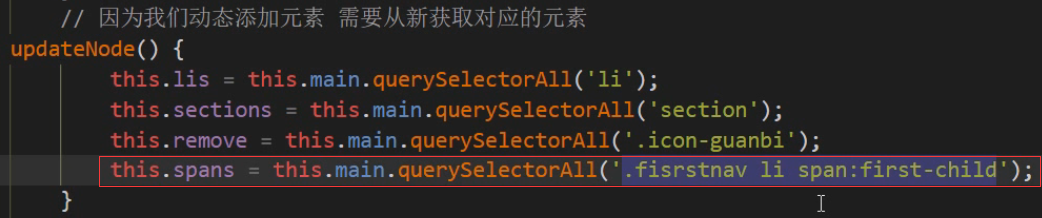 // 因为我们动态添加元素 需要从新获取对应的元素
updateNode() {
this.lis = this.main.querySelectorAll('li');
this.sections = this.main.querySelectorAll('section');
this.remove = this.main.querySelectorAll('.icon-guanbi');
this.spans = this.main.querySelectorAll('.fisrstnav li span:first-child');
}